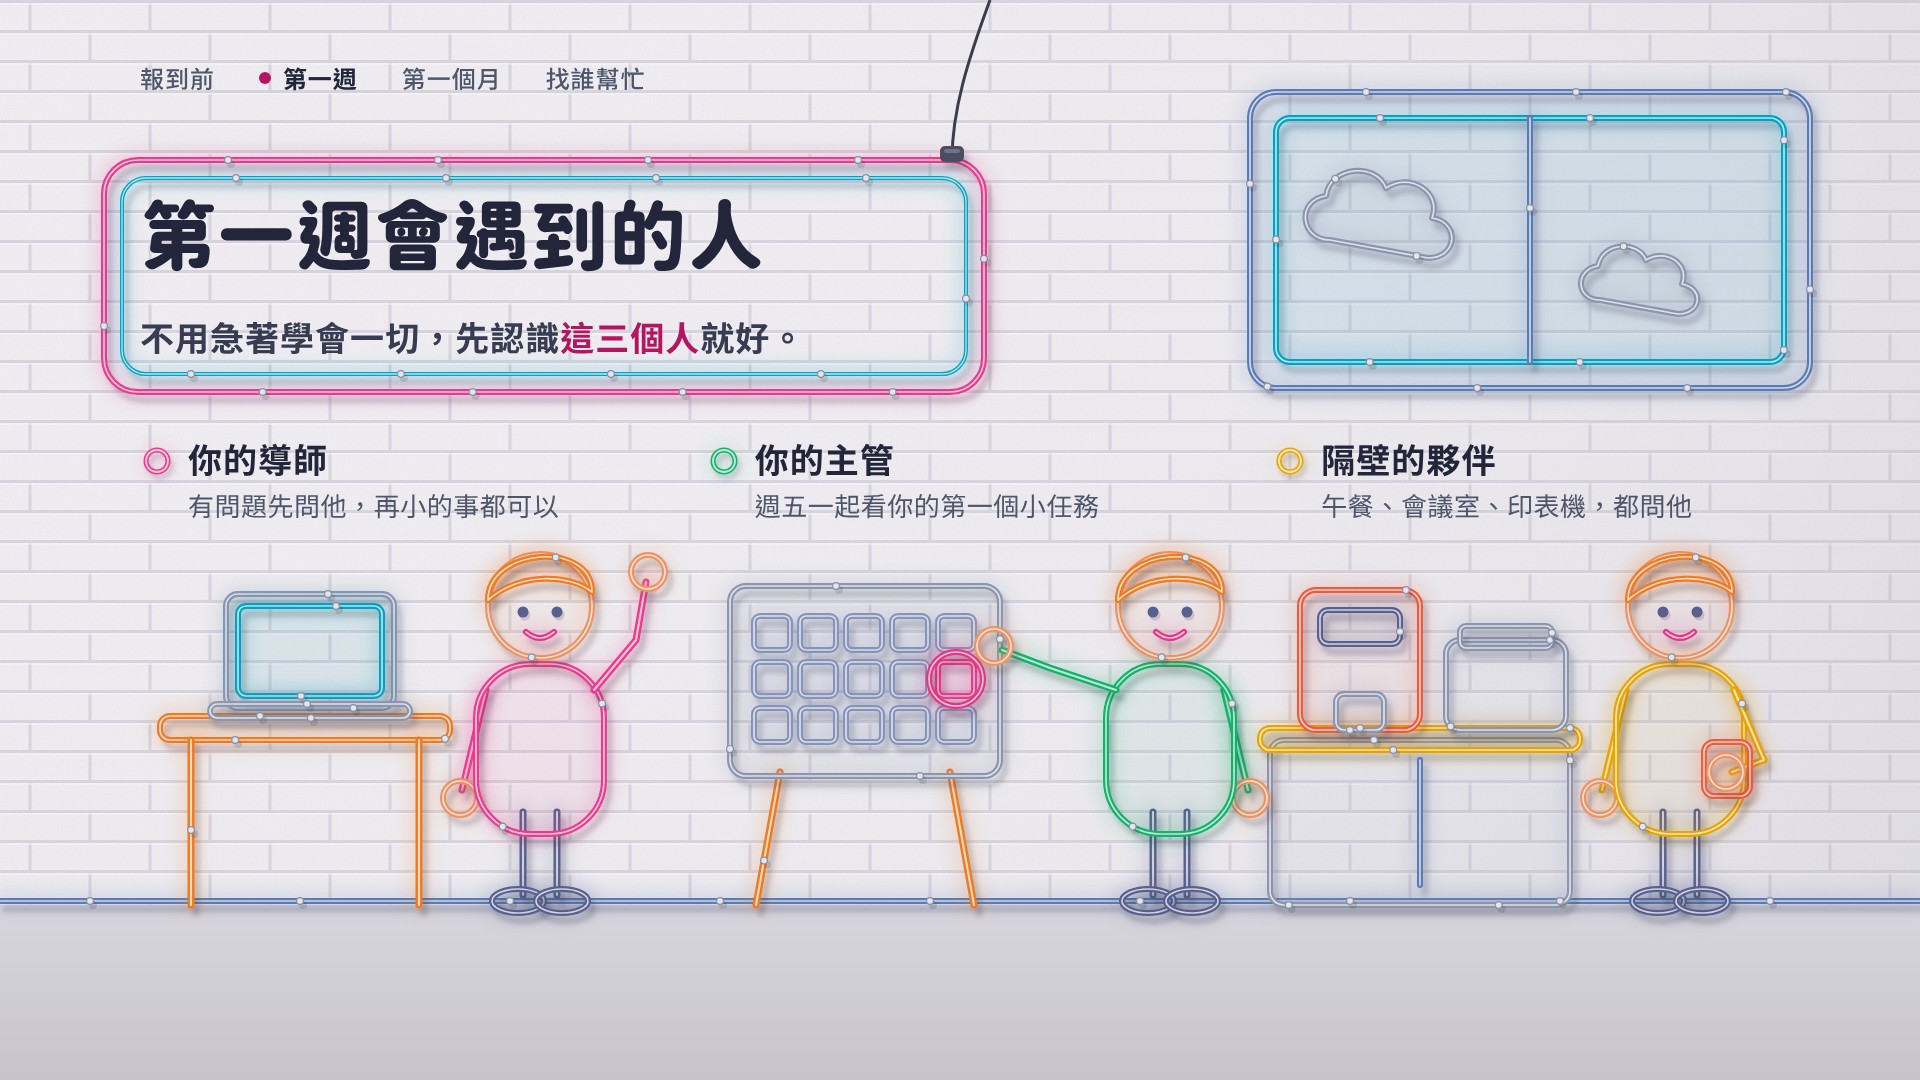 報到前 第一週 第一個月 找誰幫忙
第一週會遇到的人
不用急著學會一切，先認識這三個人就好。
你的導師
有問題先問他，再小的事都可以
你的主管
週五一起看你的第一個小任務
隔壁的夥伴
午餐、會議室、印表機，都問他